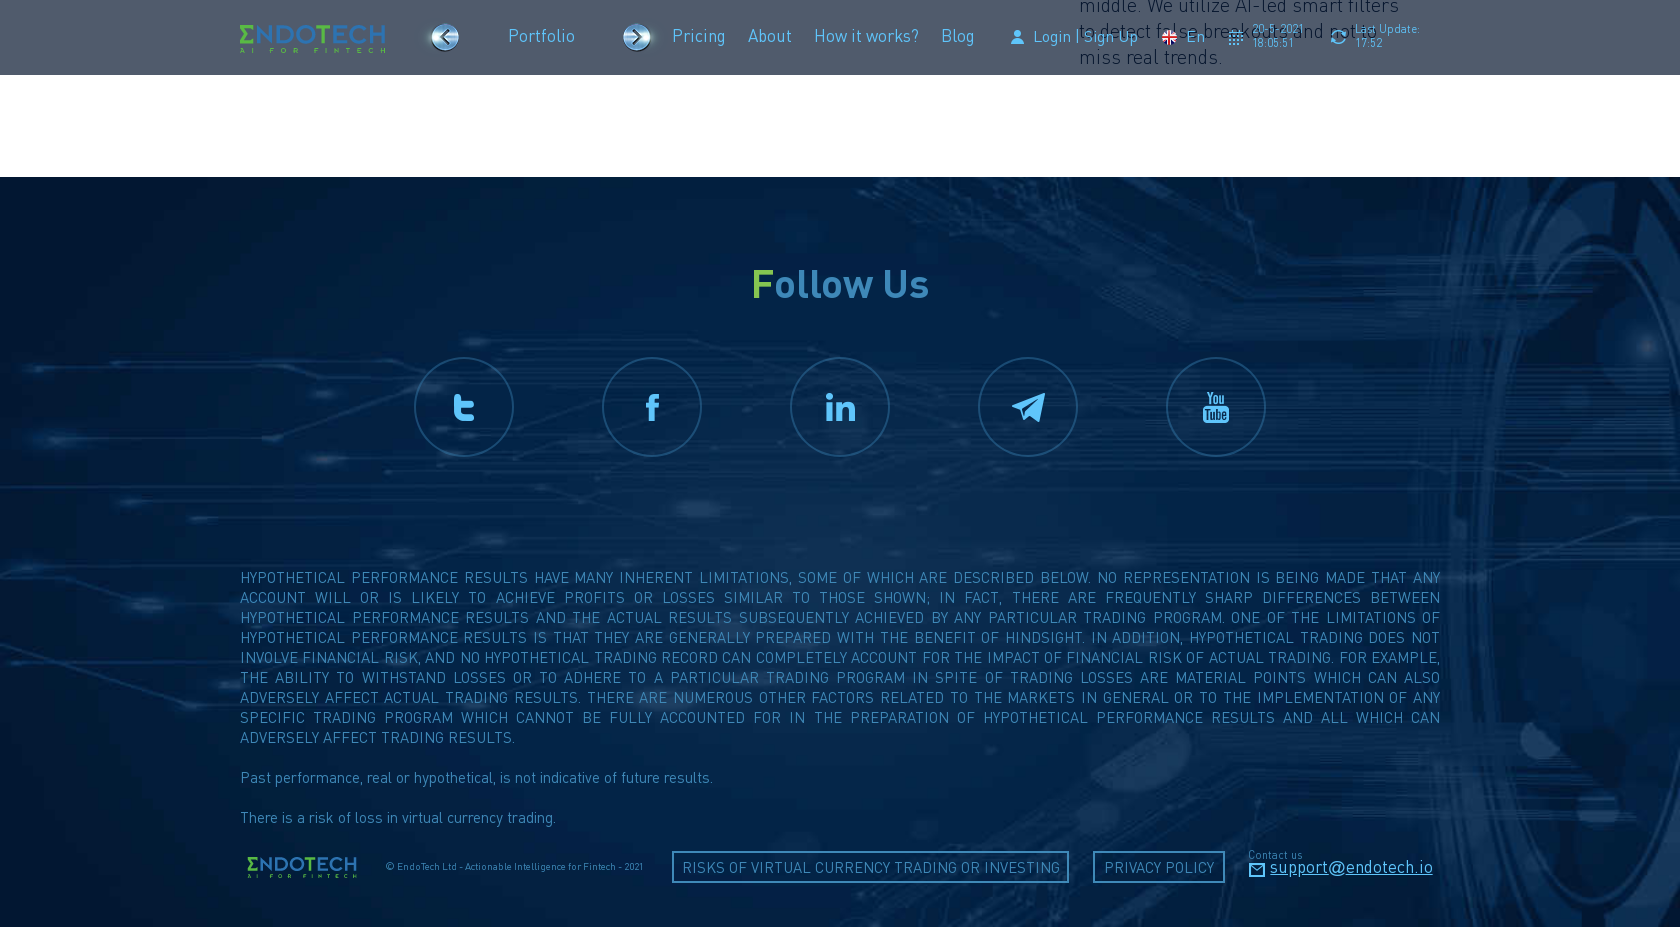 middle. We utilize AI-led smart filters
to detect false breakouts and not to
miss real trends.
ENDOTECH
AI FOR FINTECH
Portfolio
Pricing
About
How it works?
Blog
Login | Sign Up
En
20-5-2021
18:05:51
Last Update:
17:52
Follow Us
You
Tube
HYPOTHETICAL PERFORMANCE RESULTS HAVE MANY INHERENT LIMITATIONS, SOME OF WHICH ARE DESCRIBED BELOW. NO REPRESENTATION IS BEING MADE THAT ANY
ACCOUNT WILL OR IS LIKELY TO ACHIEVE PROFITS OR LOSSES SIMILAR TO THOSE SHOWN; IN FACT, THERE ARE FREQUENTLY SHARP DIFFERENCES BETWEEN
HYPOTHETICAL PERFORMANCE RESULTS AND THE ACTUAL RESULTS SUBSEQUENTLY ACHIEVED BY ANY PARTICULAR TRADING PROGRAM. ONE OF THE LIMITATIONS OF
HYPOTHETICAL PERFORMANCE RESULTS IS THAT THEY ARE GENERALLY PREPARED WITH THE BENEFIT OF HINDSIGHT. IN ADDITION, HYPOTHETICAL TRADING DOES NOT
INVOLVE FINANCIAL RISK, AND NO HYPOTHETICAL TRADING RECORD CAN COMPLETELY ACCOUNT FOR THE IMPACT OF FINANCIAL RISK OF ACTUAL TRADING. FOR EXAMPLE,
THE ABILITY TO WITHSTAND LOSSES OR TO ADHERE TO A PARTICULAR TRADING PROGRAM IN SPITE OF TRADING LOSSES ARE MATERIAL POINTS WHICH CAN ALSO
ADVERSELY AFFECT ACTUAL TRADING RESULTS. THERE ARE NUMEROUS OTHER FACTORS RELATED TO THE MARKETS IN GENERAL OR TO THE IMPLEMENTATION OF ANY
SPECIFIC TRADING PROGRAM WHICH CANNOT BE FULLY ACCOUNTED FOR IN THE PREPARATION OF HYPOTHETICAL PERFORMANCE RESULTS AND ALL WHICH CAN
ADVERSELY AFFECT TRADING RESULTS.
Past performance, real or hypothetical, is not indicative of future results.
There is a risk of loss in virtual currency trading.
ENDOTECH
AI FOR FINTECH
© EndoTech Ltd - Actionable Intelligence for Fintech - 2021
RISKS OF VIRTUAL CURRENCY TRADING OR INVESTING
PRIVACY POLICY
Contact us
support@endotech.io